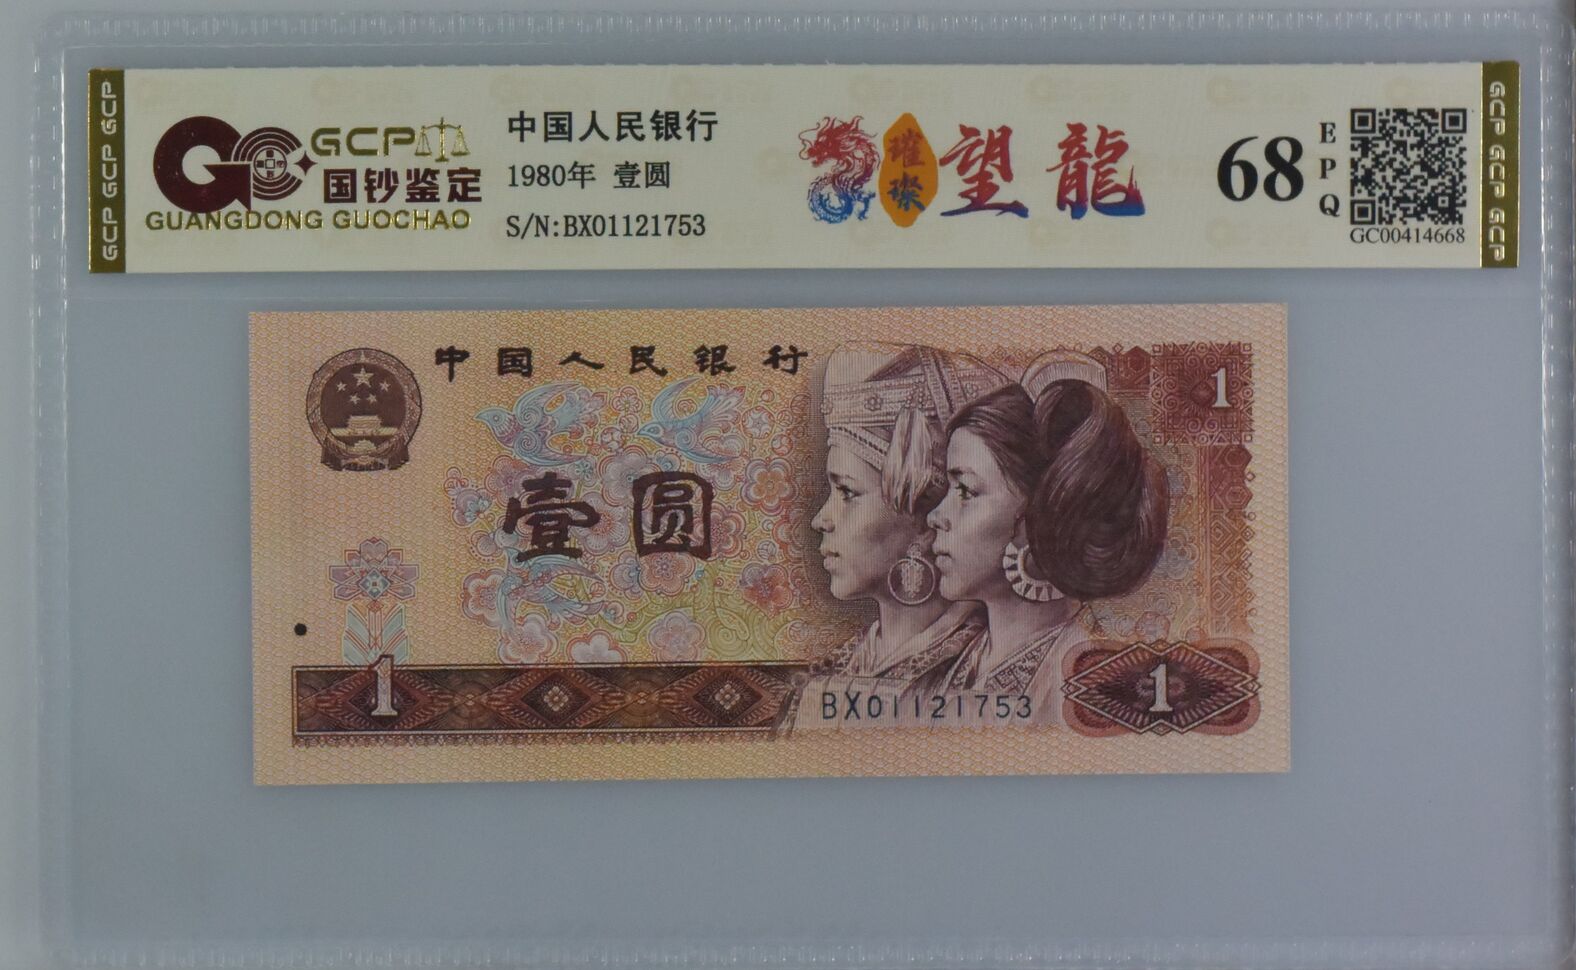 GCP GCP GCP
GCP
国钞鉴定
GUANGDONG GUOCHAO
中国人民银行
1980年 壹圆
S/N:BX01121753
璀璨
望龍
68
EPQ
GC00414668
GCP GCP GCP
中国人民银行
1
壹圆
1
BX01121753
1